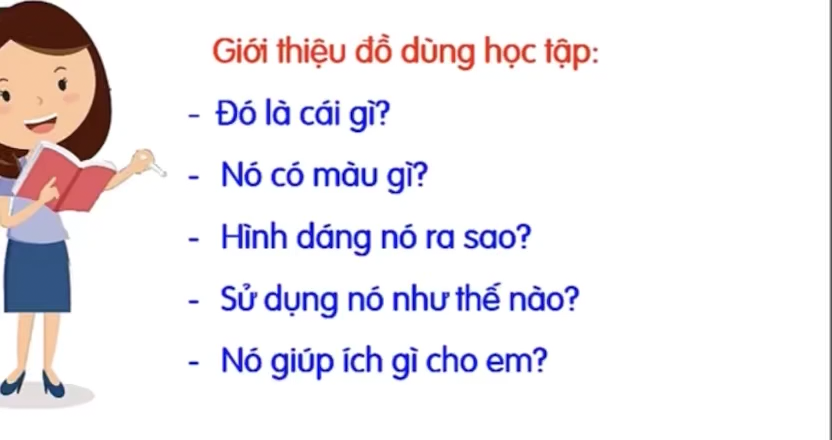 Giới thiệu đồ dùng học tập:
- Đó là cái gì?
- Nó có màu gì?
- Hình dáng nó ra sao?
- Sử dụng nó như thế nào?
- Nó giúp ích gì cho em?